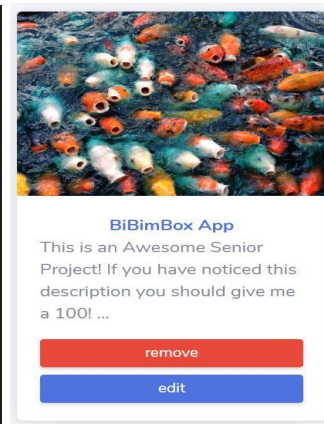 BiBimBox App
This is an Awesome Senior
Project! If you have noticed this
description you should give me
a 100! ...
remove
edit